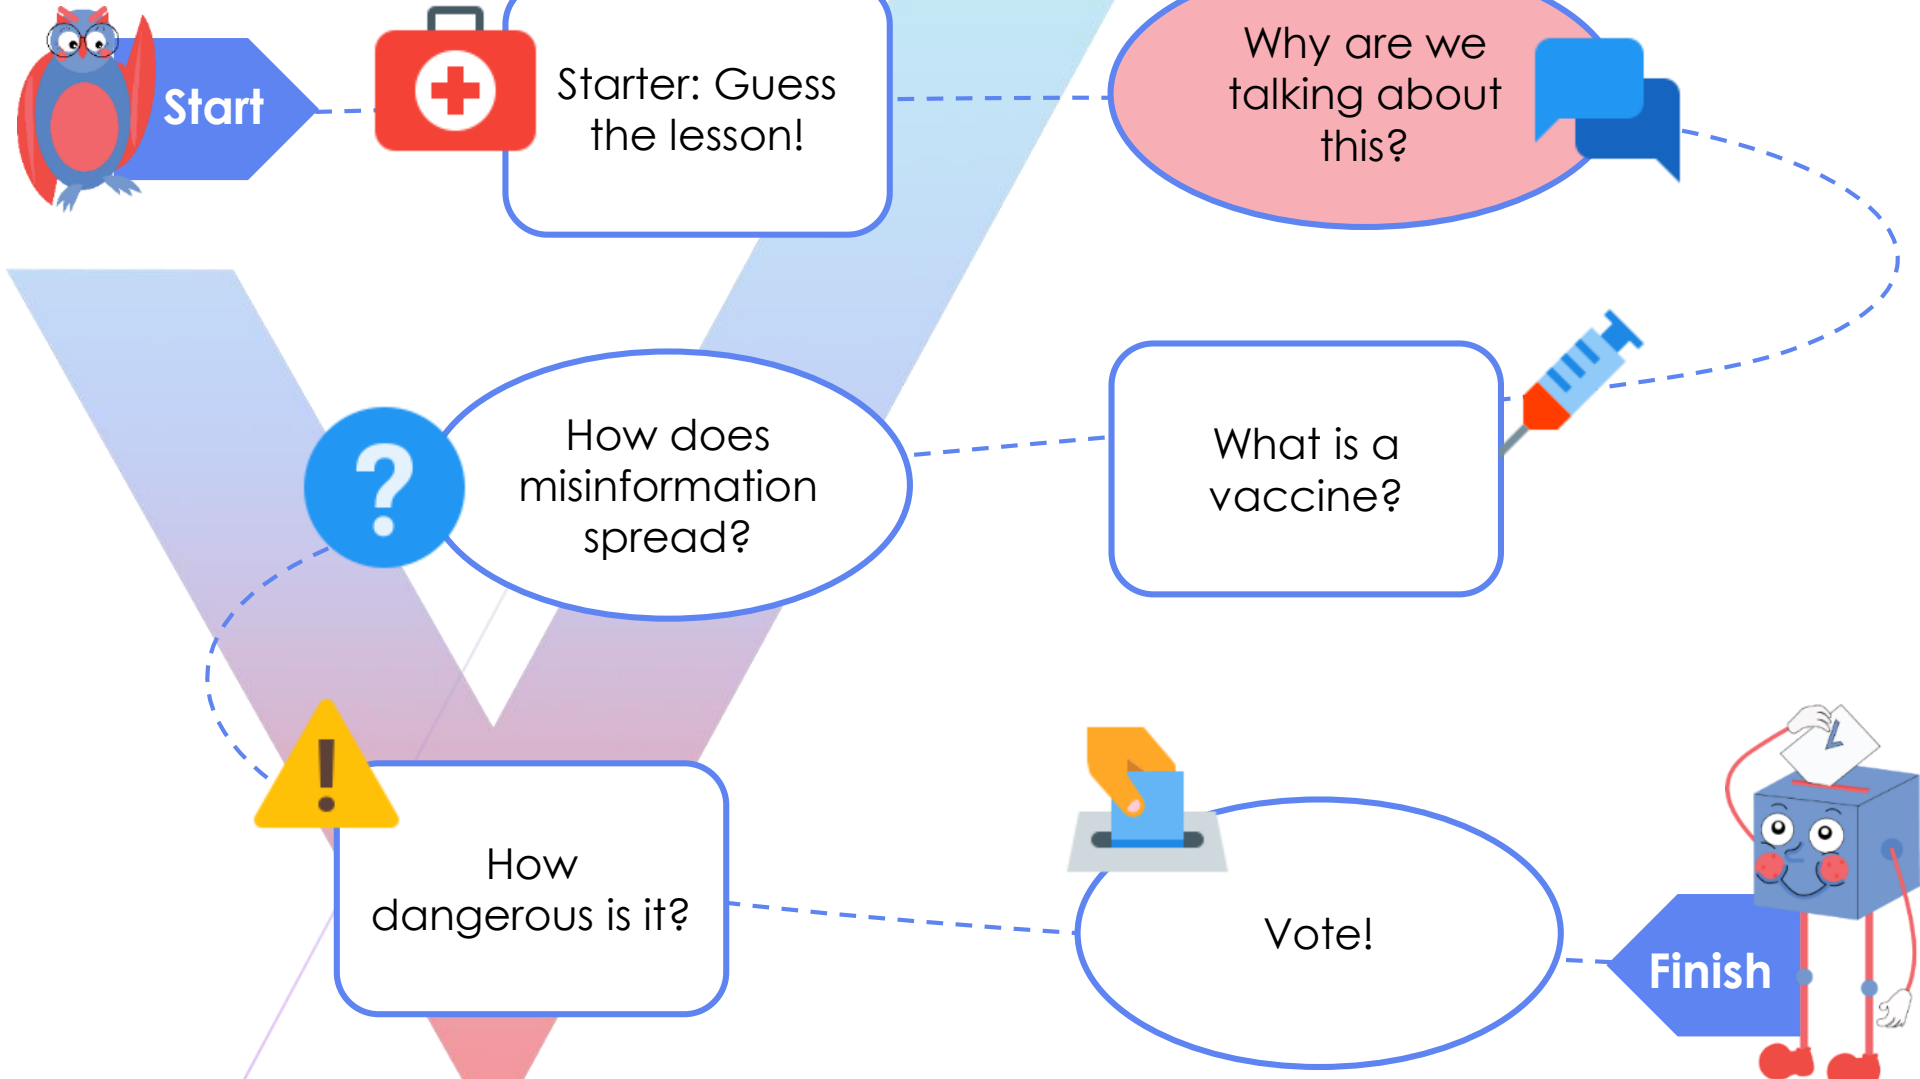 Start
Starter: Guess
the lesson!
Why are we
talking about
this?
What is a
vaccine?
How does
misinformation
spread?
How
dangerous is it?
Vote!
Finish